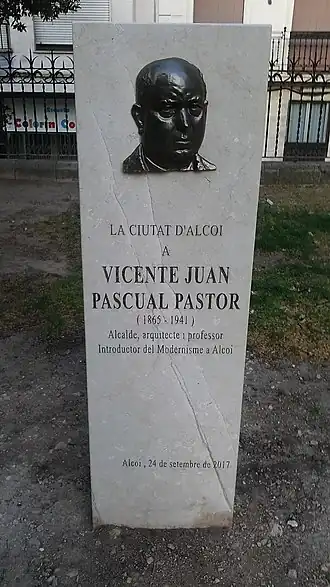 LA CIUTAT D'ALCOI
A
VICENTE JUAN
PASCUAL PASTOR
( 1865 - 1941 )
Alcalde, arquitecte i professor
Introductor del Modernisme a Alcoi
Alcoi , 24 de setembre de 2017